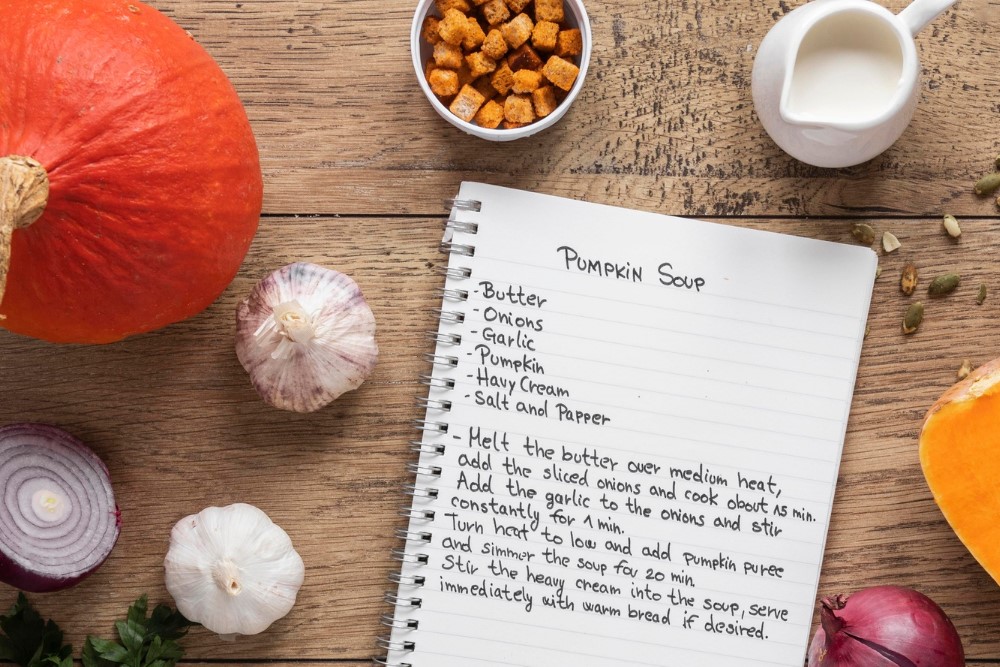 Pumpkin Soup
-Butter
-Onions
-Garlic
-Pumpkin
-Havy Cream
-Salt and Papper
- Melt the butter over medium heat,
add the sliced onions and cook about 15 min.
Add the garlic to the onions and stir
constantly for 1 min.
Turn heat to low and add pumpkin puree
and simmer the soup for 20 min.
Stir the heavy cream into the soup, serve
immediately with warm bread if desired.